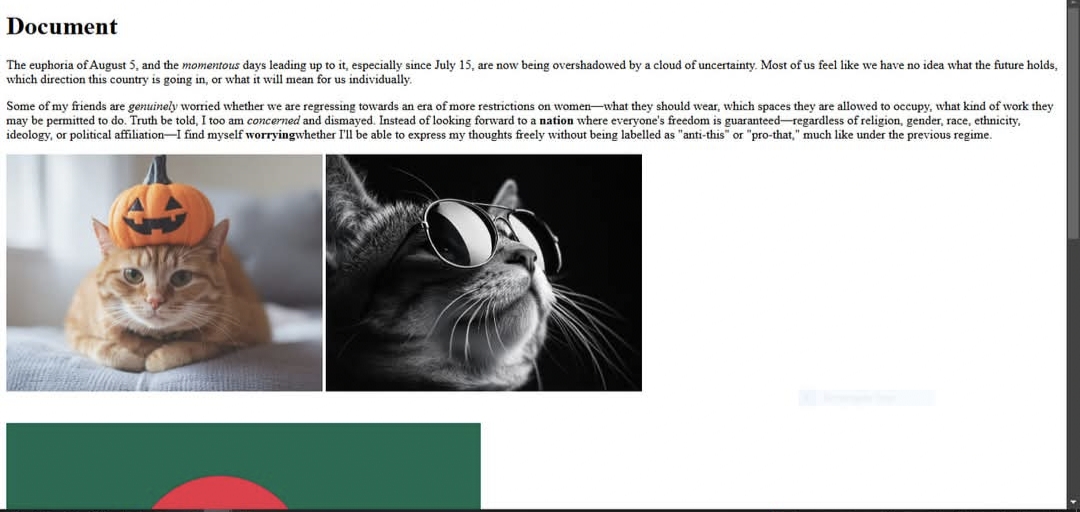 Document
The euphoria of August 5, and the momentous days leading up to it, especially since July 15, are now being overshadowed by a cloud of uncertainty. Most of us feel like we have no idea what the future holds,
which direction this country is going in, or what it will mean for us individually.
Some of my friends are genuinely worried whether we are regressing towards an era of more restrictions on women—what they should wear, which spaces they are allowed to occupy, what kind of work they
may be permitted to do. Truth be told, I too am concerned and dismayed. Instead of looking forward to a nation where everyone's freedom is guaranteed—regardless of religion, gender, race, ethnicity,
ideology, or political affiliation—I find myself worryingwhether I'll be able to express my thoughts freely without being labelled as "anti-this" or "pro-that," much like under the previous regime.